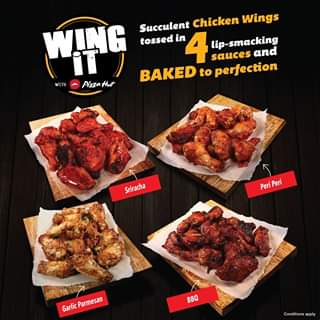 WING
iT
WITH Pizza Hut
Succulent Chicken Wings
tossed in 4 lip-smacking
sauces and
BAKED to perfection
Sriracha
Peri Peri
Garlic Parmesan
BBQ
Conditions apply